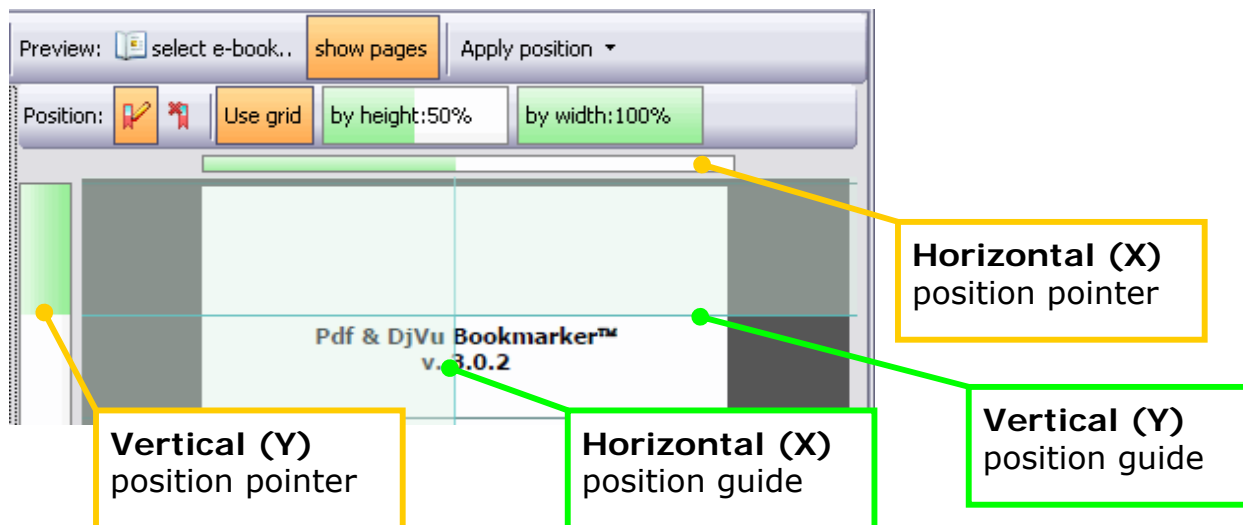 Preview: select e-book.. show pages Apply position
Position: Use grid by height:50% by width:100%
Horizontal (X)
position pointer
Pdf & DjVu Bookmarker™
v. 3.0.2
Vertical (Y)
position guide
Vertical (Y)
position pointer
Horizontal (X)
position guide